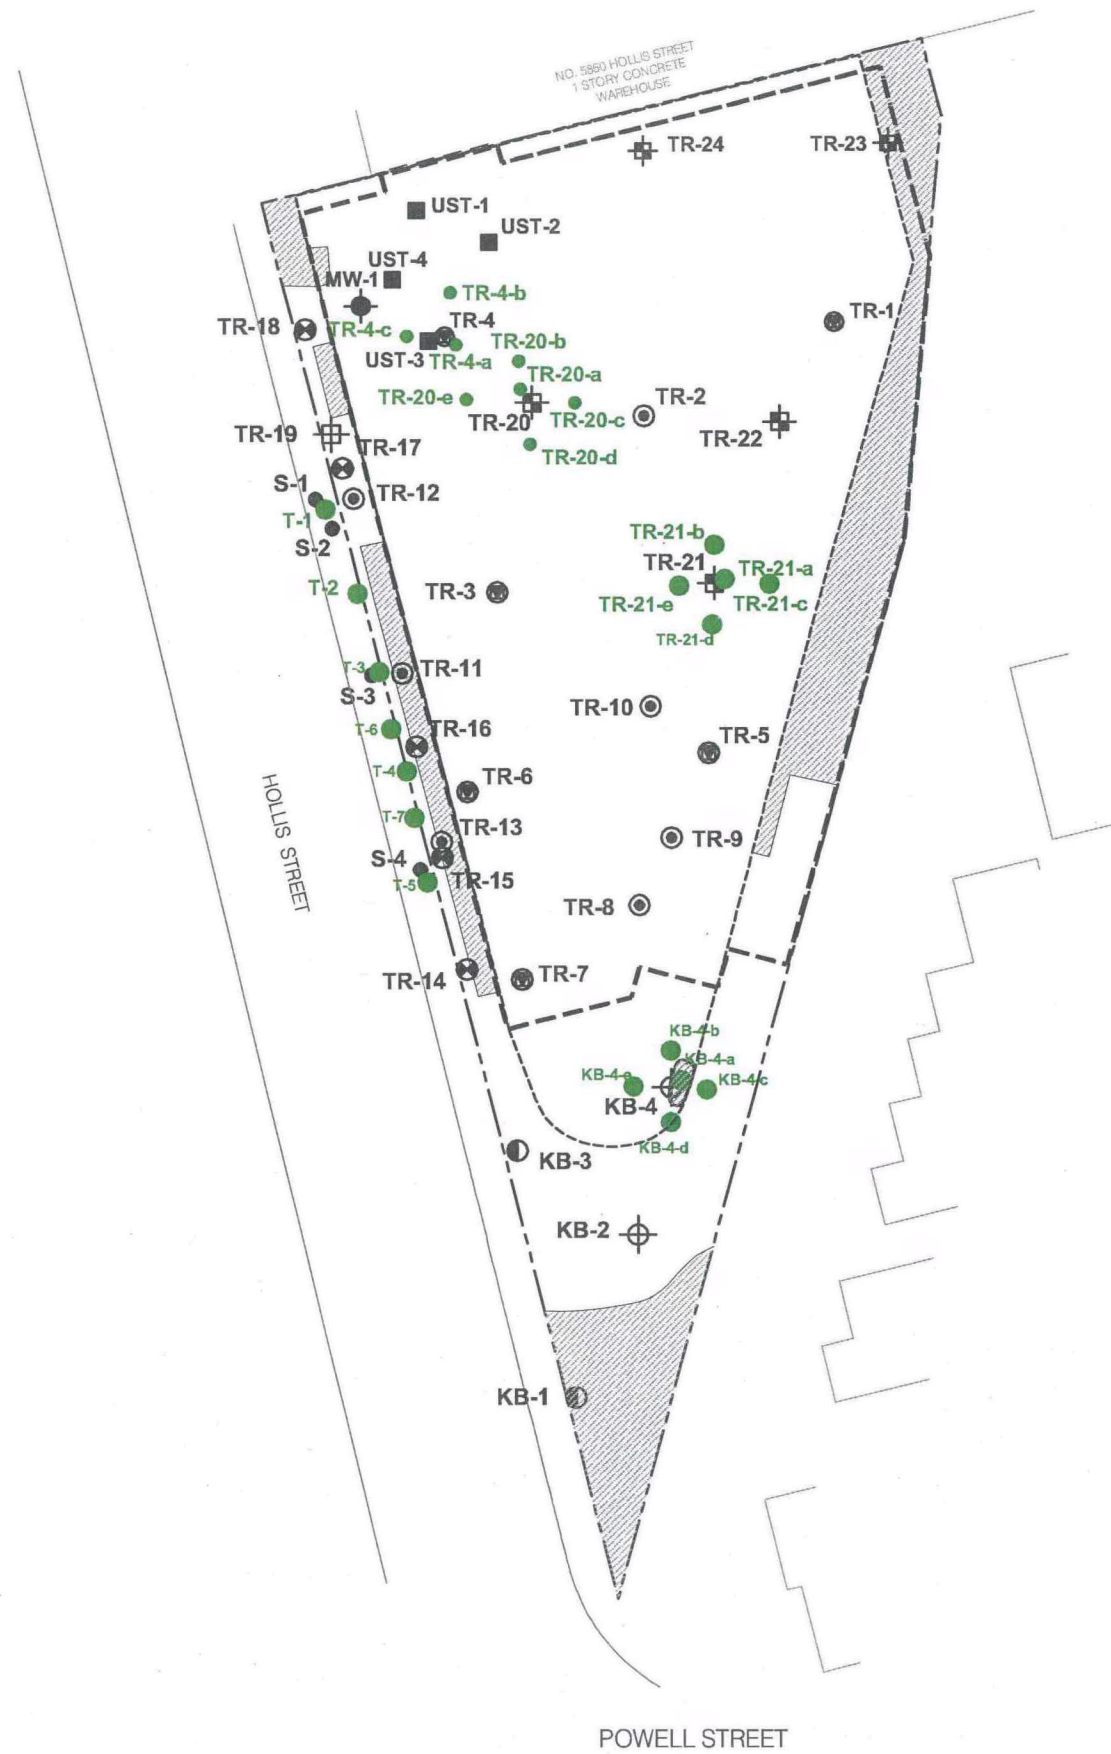 NO. 5860 HOLLIS STREET
1 STORY CONCRETE
WAREHOUSE
TR-24
TR-23
UST-1
UST-2
UST-4
MW-1
TR-4-b
TR-1
TR-18
TR-4-c
TR-4
TR-20-b
UST-3
TR-4-a
TR-20-a
TR-20-e
TR-2
TR-20
TR-20-c
TR-19
TR-17
TR-22
TR-20-d
S-1
TR-12
T-1
S-2
TR-21-b
TR-21
TR-21-a
T-2
TR-3
TR-21-e
TR-21-c
TR-21-d
T-3
TR-11
S-3
TR-10
T-6
TR-16
TR-5
T-4
TR-6
HOLLIS STREET
T-7
TR-13
TR-9
S-4
T-5
TR-15
TR-8
TR-14
TR-7
KB-4-b
KB-4-a
KB-4-e
KB-4-c
KB-4
KB-4-d
KB-3
KB-2
KB-1
POWELL STREET